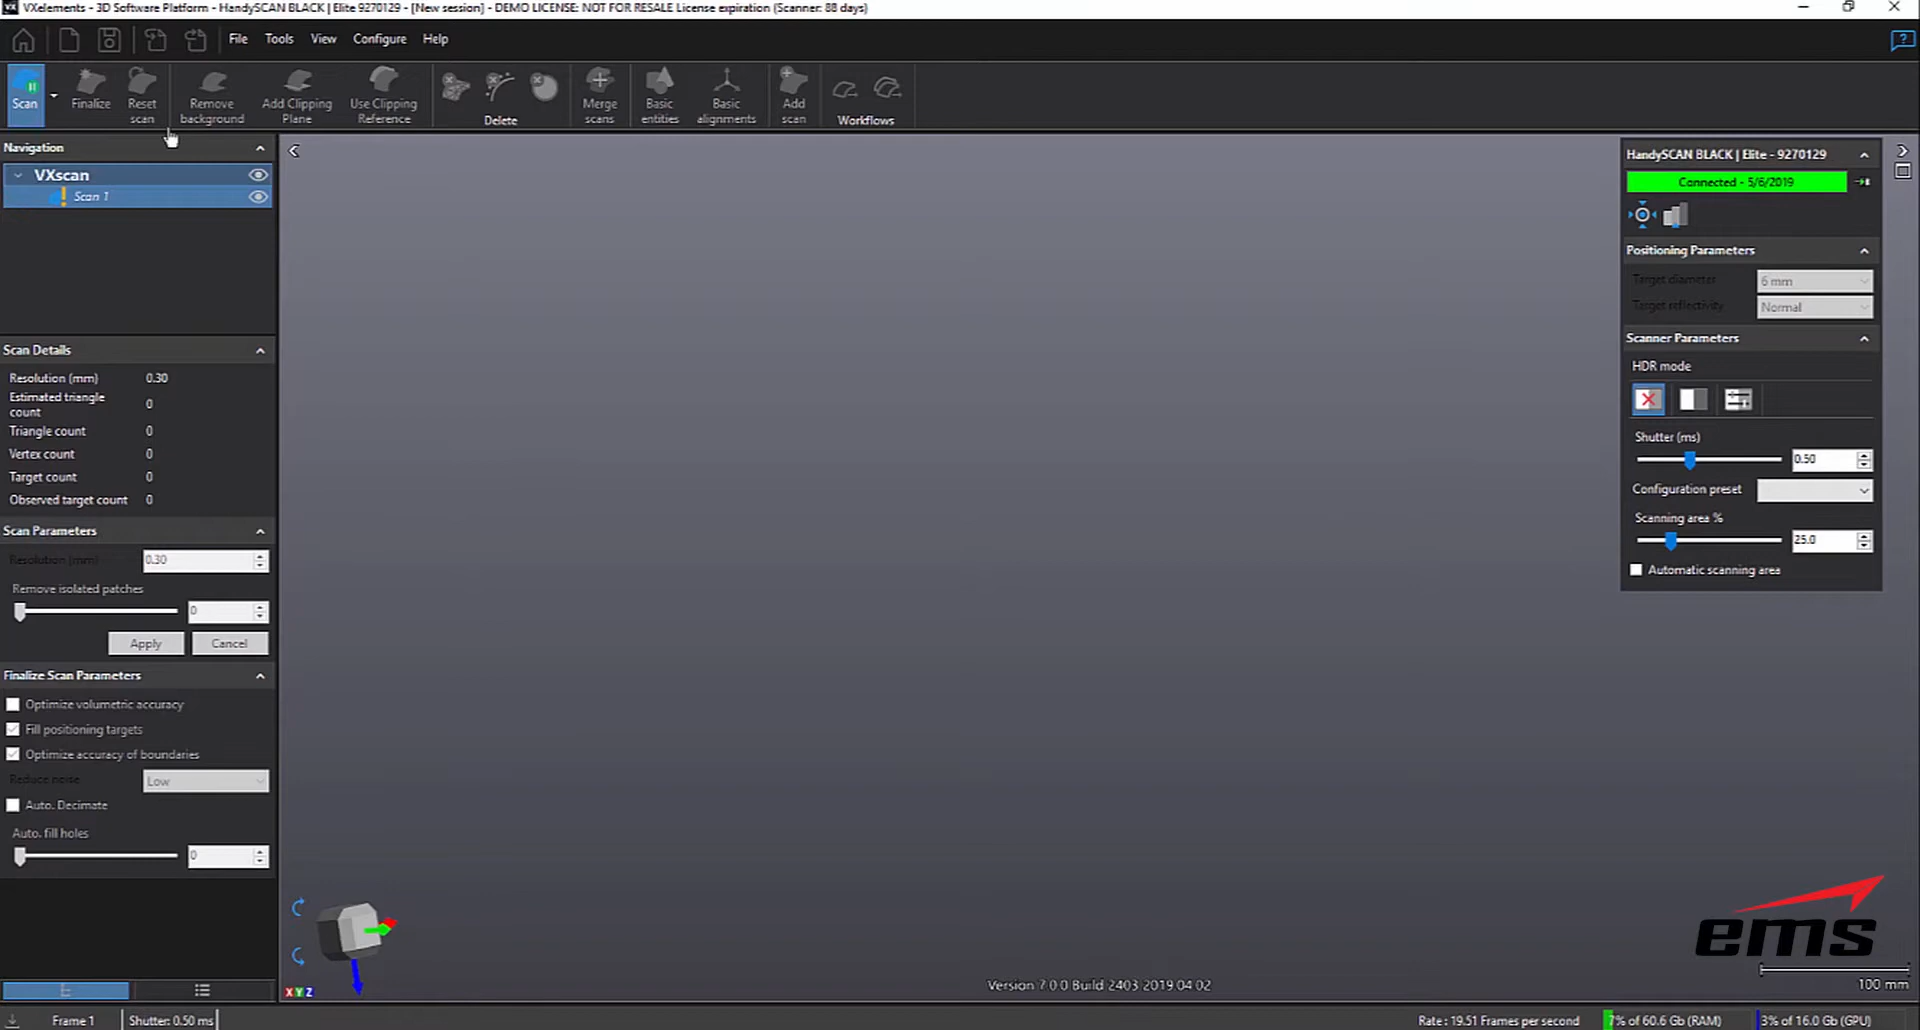 VXelements - 3D Software Platform - HandySCAN BLACK | Elite 9270129 - [New session] - DEMO LICENSE: NOT FOR RESALE License expiration (Scanner: 88 days)
File Tools View Configure Help
Scan
Finalize
Reset scan
Remove background
Add Clipping Plane
Use Clipping Reference
Delete
Merge scans
Basic entities
Basic alignments
Add scan
Workflows
Navigation
VXscan
Scan 1
Scan Details
Resolution (mm) 0.30
Estimated triangle count 0
Triangle count 0
Vertex count 0
Target count 0
Observed target count 0
Scan Parameters
Resolution (mm) 0.30
Remove isolated patches
0
Apply Cancel
Finalize Scan Parameters
Optimize volumetric accuracy
Fill positioning targets
Optimize accuracy of boundaries
Reduce noise Low
Auto. Decimate
Auto. fill holes
0
HandySCAN BLACK | Elite - 9270129
Connected - 5/6/2019
Positioning Parameters
Target diameter 6 mm
Target reflectivity Normal
Scanner Parameters
HDR mode
Shutter (ms)
0.50
Configuration preset
Scanning area %
25.0
Automatic scanning area
ems
100 mm
X Y Z
Version 7.0.0 Build 2403 2019 04 02
Frame 1
Shutter: 0.50 ms
Rate : 19.51 Frames per second
7% of 60.6 Gb (RAM)
3% of 16.0 Gb (GPU)